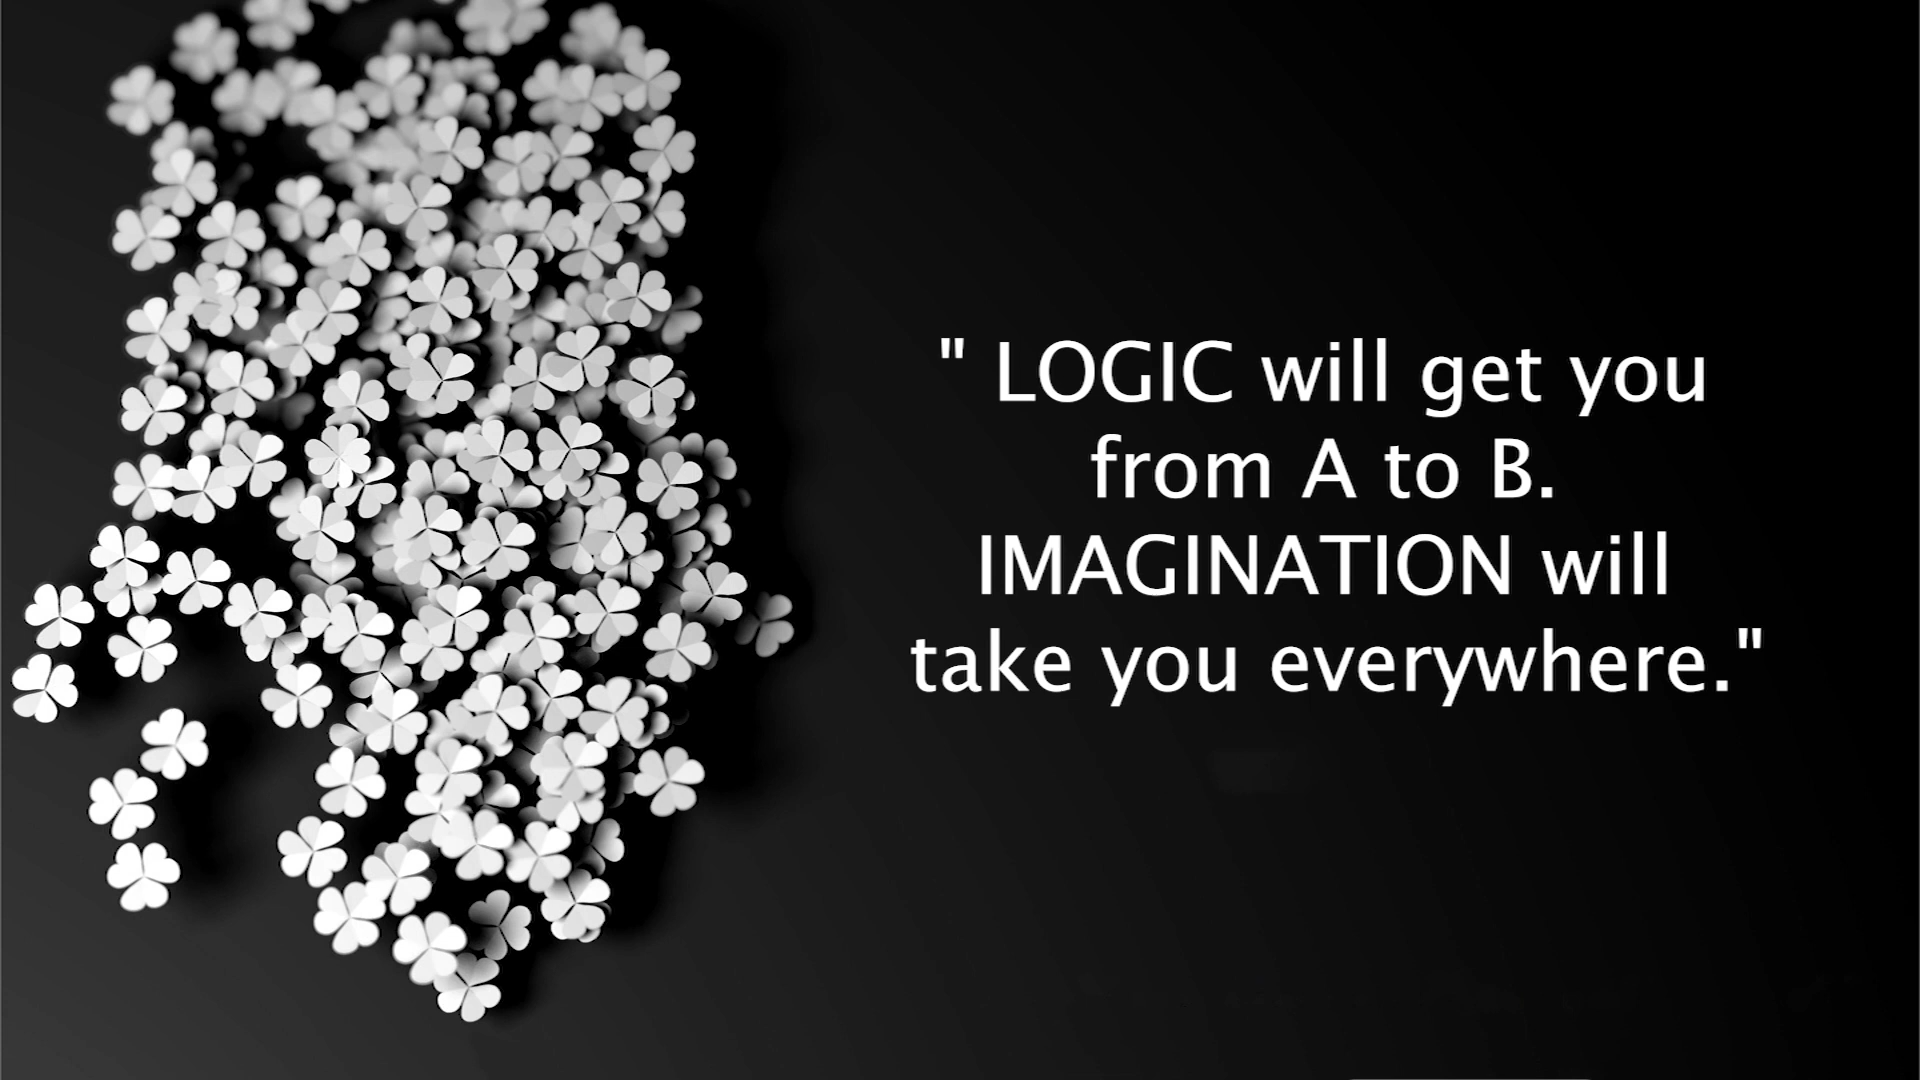 " LOGIC will get you
from A to B.
IMAGINATION will
take you everywhere."